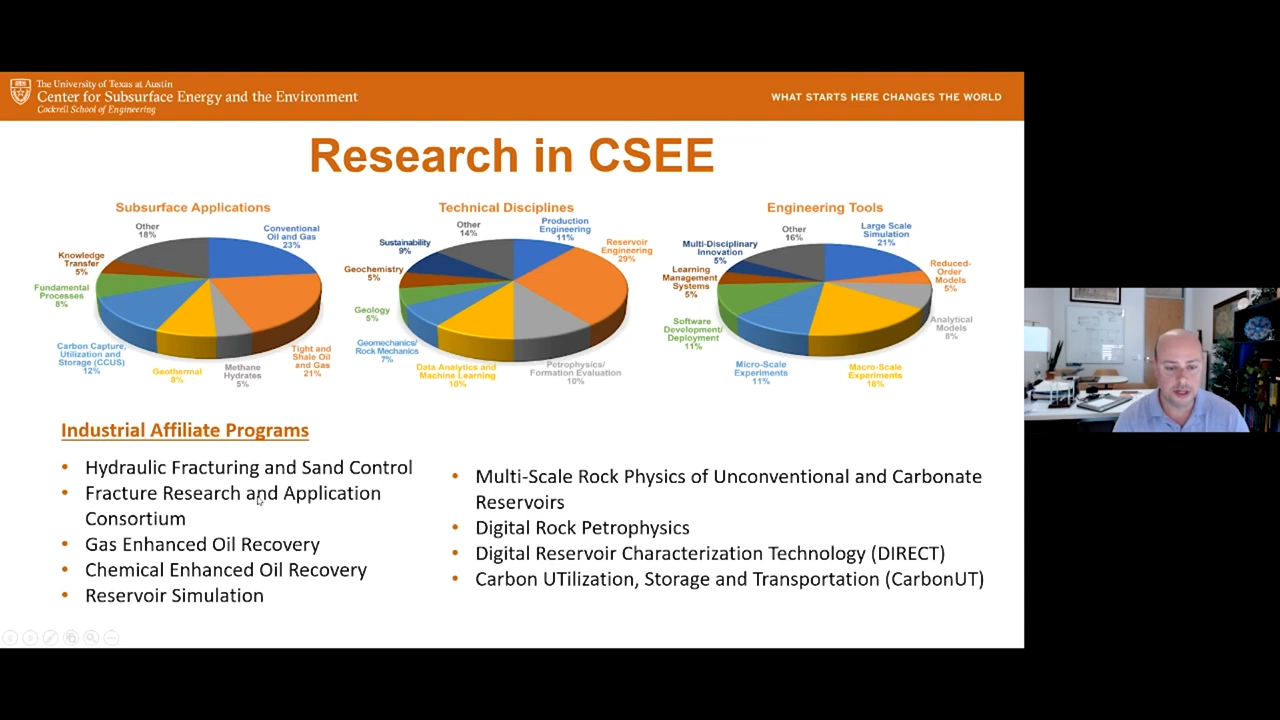 The University of Texas at Austin
Center for Subsurface Energy and the Environment
Cockrell School of Engineering
WHAT STARTS HERE CHANGES THE WORLD
Research in CSEE
Subsurface Applications
Other
18%
Conventional
Oil and Gas
23%
Knowledge
Transfer
5%
Fundamental
Processes
8%
Carbon Capture,
Utilization and
Storage (CCUS)
12%
Geothermal
8%
Methane
Hydrates
5%
Tight and
Shale Oil
and Gas
21%
Technical Disciplines
Other
14%
Production
Engineering
11%
Sustainability
9%
Reservoir
Engineering
29%
Geochemistry
5%
Geology
5%
Geomechanics/
Rock Mechanics
7%
Data Analytics and
Machine Learning
10%
Petrophysics/
Formation Evaluation
10%
Engineering Tools
Other
16%
Large Scale
Simulation
21%
Multi-Disciplinary
Innovation
5%
Reduced-
Order
Models
5%
Learning
Management
Systems
5%
Analytical
Models
8%
Software
Development/
Deployment
11%
Micro-Scale
Experiments
11%
Macro-Scale
Experiments
18%
Industrial Affiliate Programs
• Hydraulic Fracturing and Sand Control
• Fracture Research and Application
Consortium
• Gas Enhanced Oil Recovery
• Chemical Enhanced Oil Recovery
• Reservoir Simulation
• Multi-Scale Rock Physics of Unconventional and Carbonate
Reservoirs
• Digital Rock Petrophysics
• Digital Reservoir Characterization Technology (DIRECT)
• Carbon UTilization, Storage and Transportation (CarbonUT)